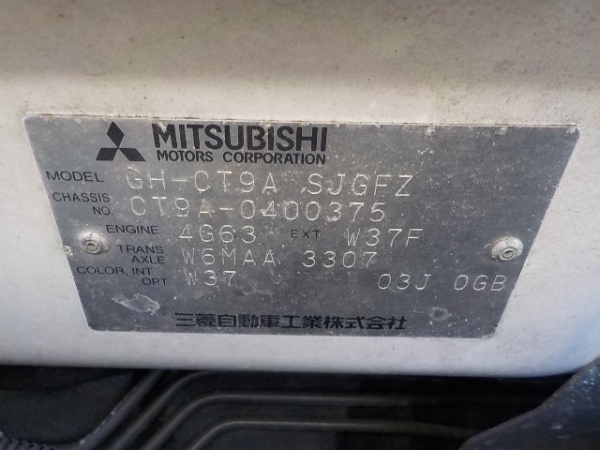 MITSUBISHI
MOTORS CORPORATION
MODEL GH-CT9A SJGFZ
CHASSIS NO. CT9A-0400375
ENGINE 4G63 EXT W37F
TRANS AXLE W6MAA 3307
COLOR, INT OPT W37 03J 0GB
三菱自動車工業株式会社